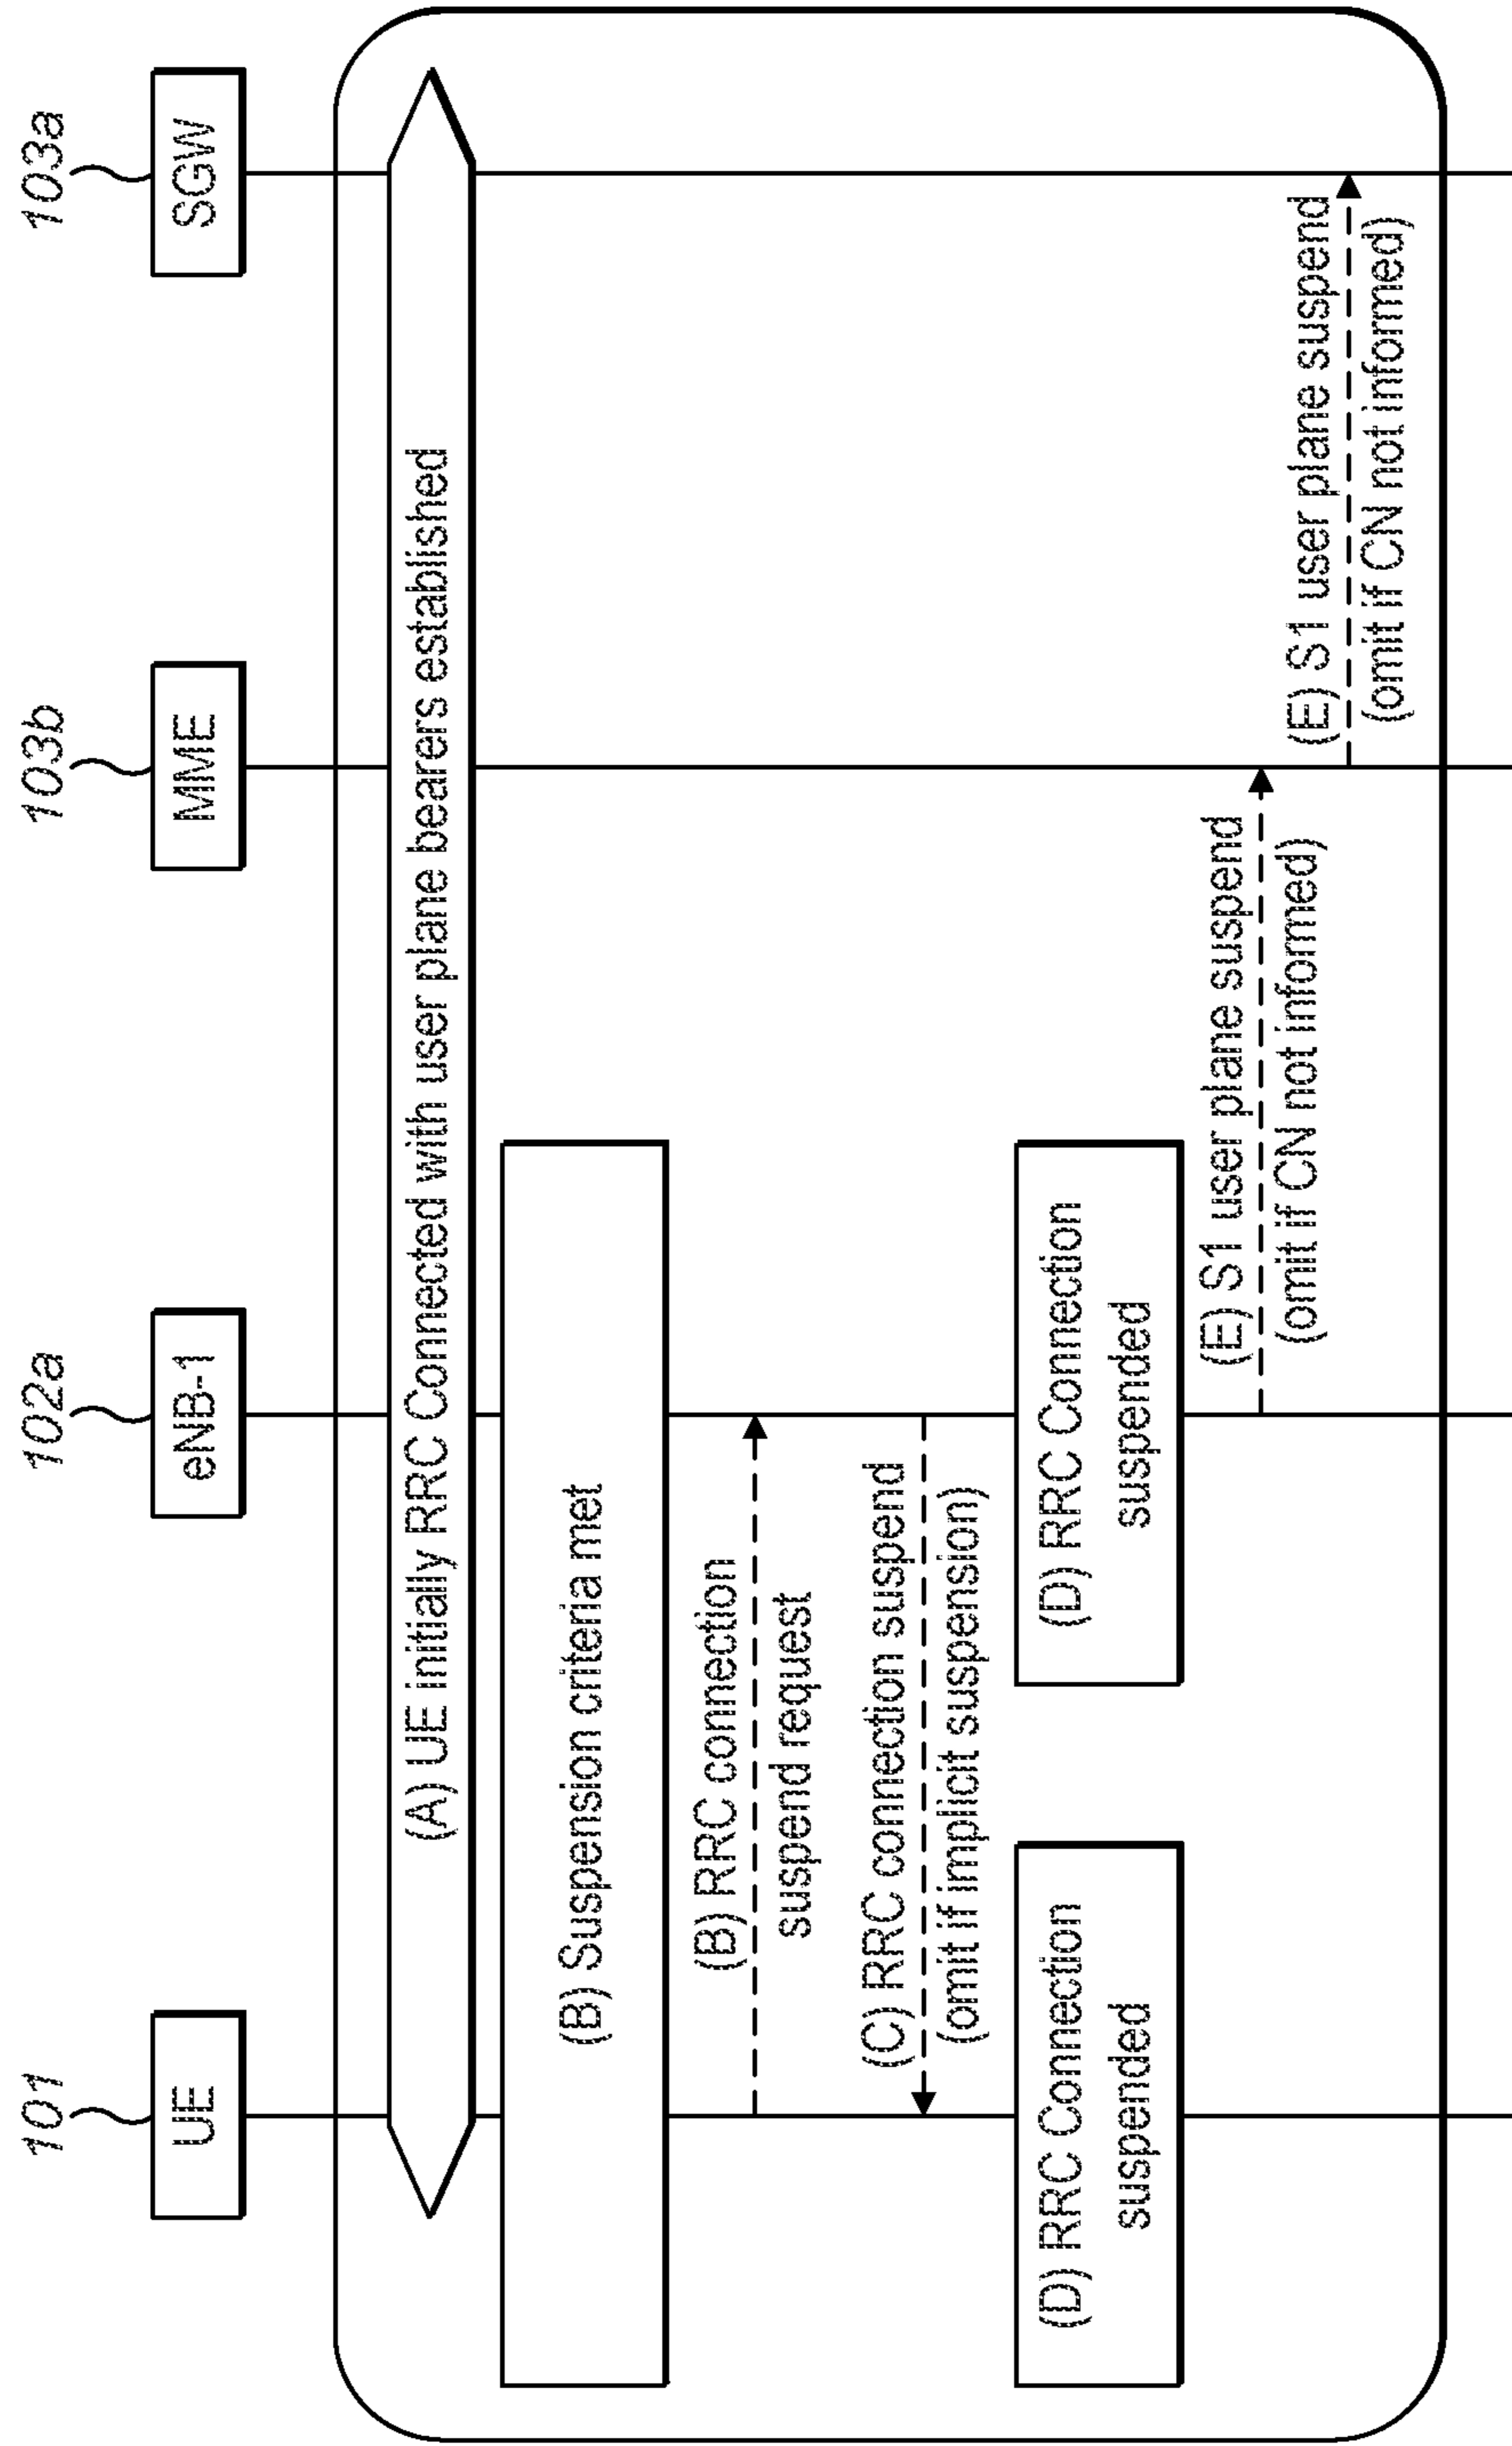 101
102a
103b
103a
UE
eNB-1
MME
SGW
(A) UE initially RRC Connected with user plane bearers established
(B) Suspension criteria met
(B) RRC connection
suspend request
(C) RRC connection suspend
(omit if implicit suspension)
(D) RRC Connection
suspended
(D) RRC Connection
suspended
(E) S1 user plane suspend
(omit if CN not informed)
(E) S1 user plane suspend
(omit if CN not informed)